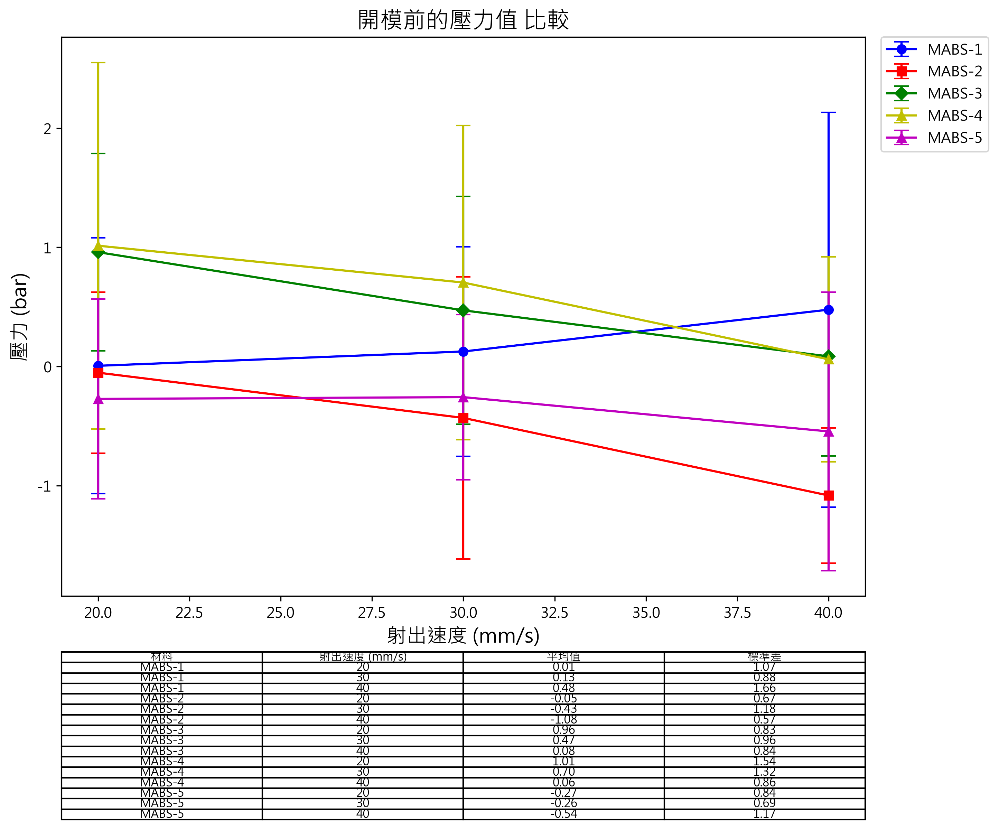 開模前的壓力值 比較
MABS-1
MABS-2
MABS-3
MABS-4
MABS-5
壓力 (bar)
2
1
0
-1
20.0 22.5 25.0 27.5 30.0 32.5 35.0 37.5 40.0
射出速度 (mm/s)
材料 射出速度 (mm/s) 平均值 標準差
MABS-1 20 0.01 1.07
MABS-1 30 0.13 0.88
MABS-1 40 0.48 1.66
MABS-2 20 -0.05 0.67
MABS-2 30 -0.43 1.18
MABS-2 40 -1.08 0.57
MABS-3 20 0.96 0.83
MABS-3 30 0.47 0.96
MABS-3 40 0.08 0.84
MABS-4 20 1.01 1.54
MABS-4 30 0.70 1.32
MABS-4 40 0.06 0.86
MABS-5 20 -0.27 0.84
MABS-5 30 -0.26 0.69
MABS-5 40 -0.54 1.17